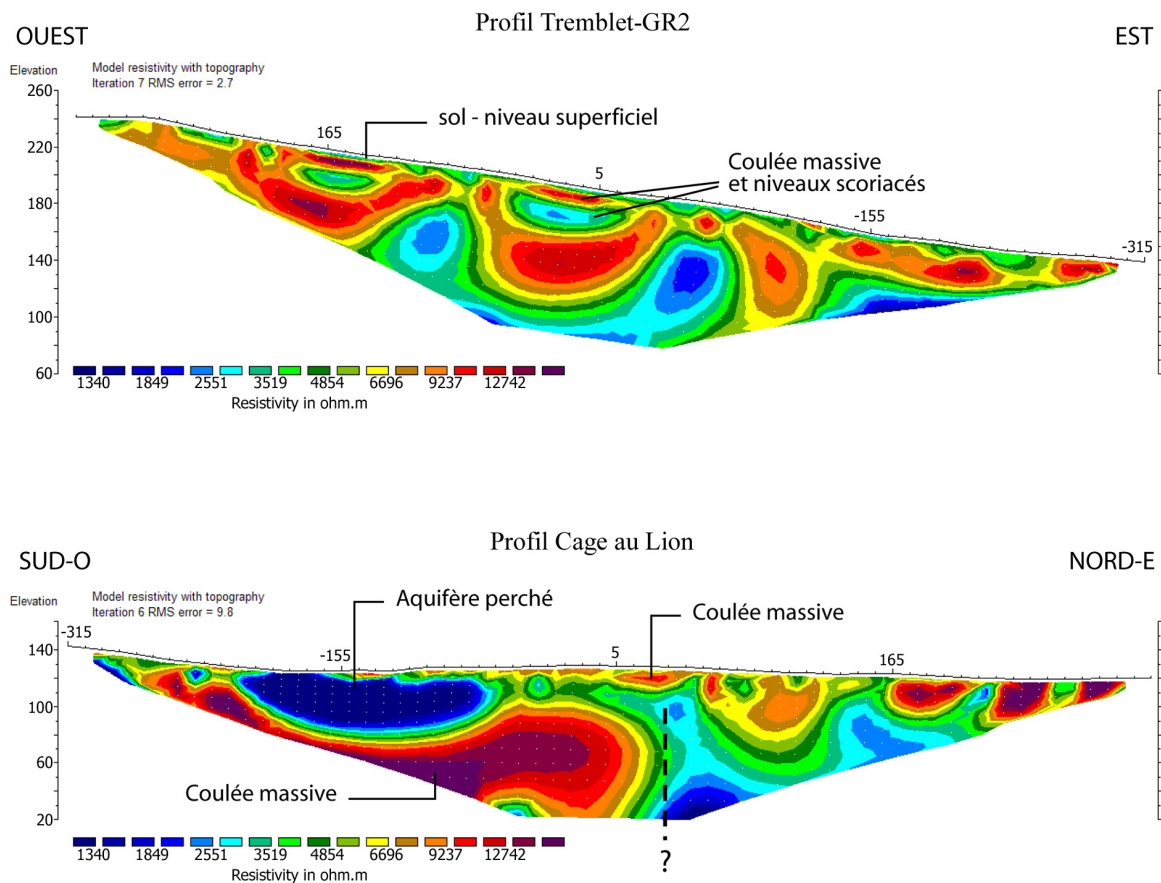 Profil Tremblet-GR2
OUEST
EST
Elevation
Model resistivity with topography
Iteration 7 RMS error = 2.7
260
220
180
140
100
60
sol - niveau superficiel
165
Coulée massive
et niveaux scoriacés
5
-155
-315
1340 1849 2551 3519 4854 6696 9237 12742
Resistivity in ohm.m
Profil Cage au Lion
SUD-O
NORD-E
Elevation
Model resistivity with topography
Iteration 6 RMS error = 9.8
Aquifère perché
Coulée massive
-315
-155
5
165
140
100
60
20
Coulée massive
?
1340 1849 2551 3519 4854 6696 9237 12742
Resistivity in ohm.m